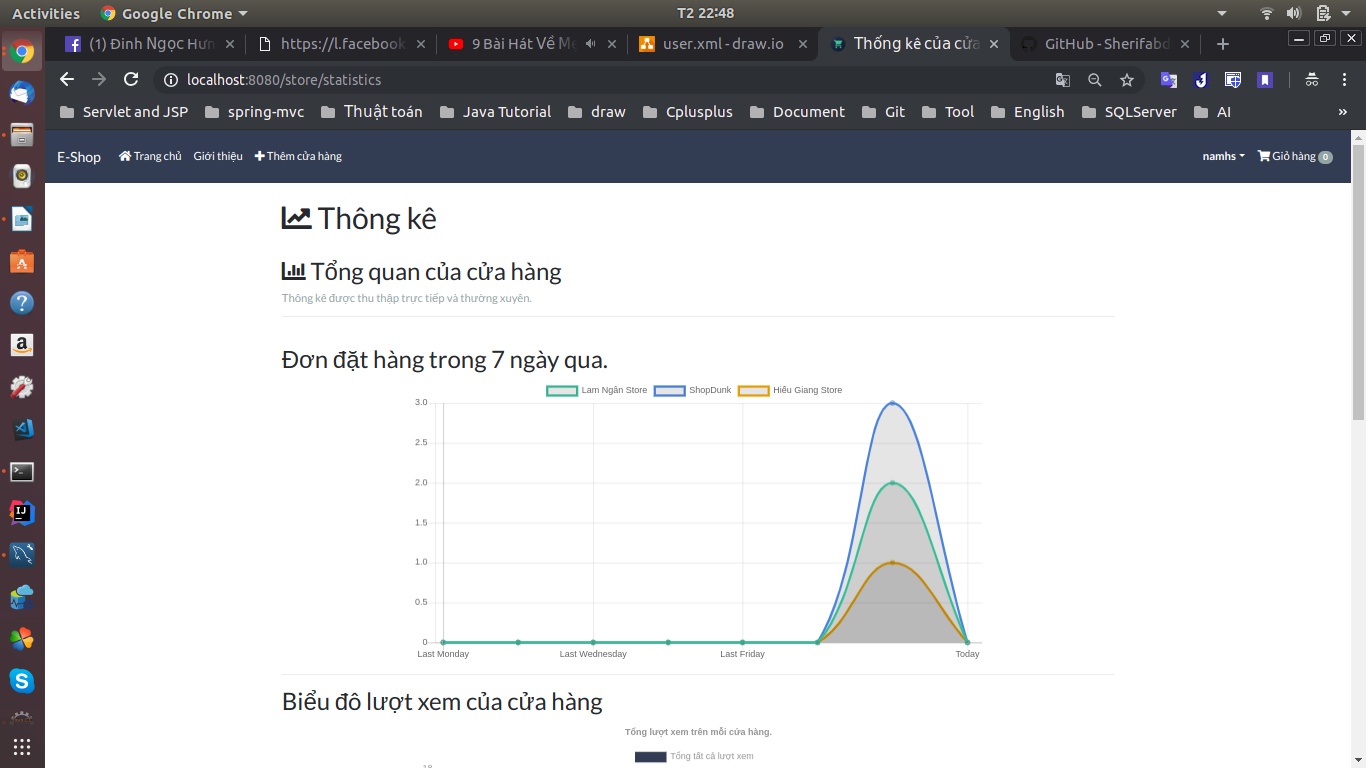 Activities Google Chrome T2 22:48
(1) Đinh Ngọc Hưn https://l.facebook 9 Bài Hát Về Mẹ user.xml - draw.io Thống kê của cửa GitHub - Sherifabd
localhost:8080/store/statistics
Servlet and JSP spring-mvc Thuật toán Java Tutorial draw Cplusplus Document Git Tool English SQLServer AI »
E-Shop Trang chủ Giới thiệu Thêm cửa hàng namhs Giỏ hàng 0
Thông kê
Tổng quan của cửa hàng
Thông kê được thu thập trực tiếp và thường xuyên.
Đơn đặt hàng trong 7 ngày qua.
Lam Ngân Store ShopDunk Hiếu Giang Store
3.0
2.5
2.0
1.5
1.0
0.5
0
Last Monday Last Wednesday Last Friday Today
Biểu đô lượt xem của cửa hàng
Tổng lượt xem trên mỗi cửa hàng.
Tổng tất cả lượt xem
18